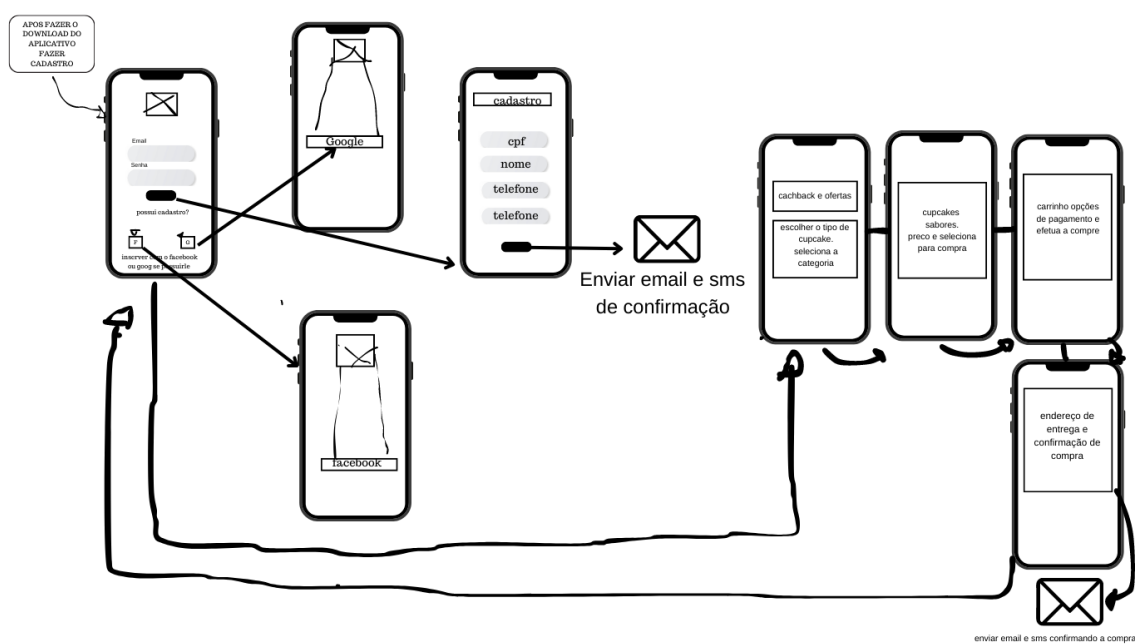 APOS FAZER O
DOWNLOAD DO
APLICATIVO
FAZER
CADASTRO
Email
Senha
possui cadastro?
F
G
inscrver com o facebook
ou goog se possuirle
Google
facebook
cadastro
cpf
nome
telefone
telefone
Enviar email e sms
de confirmação
cachback e ofertas
escolher o tipo de
cupcake.
seleciona a
categoria
cupcakes
sabores.
preco e seleciona
para compra
carrinho opções
de pagamento e
efetua a compre
endereço de
entrega e
confirmação de
compra
enviar email e sms confirmando a compra